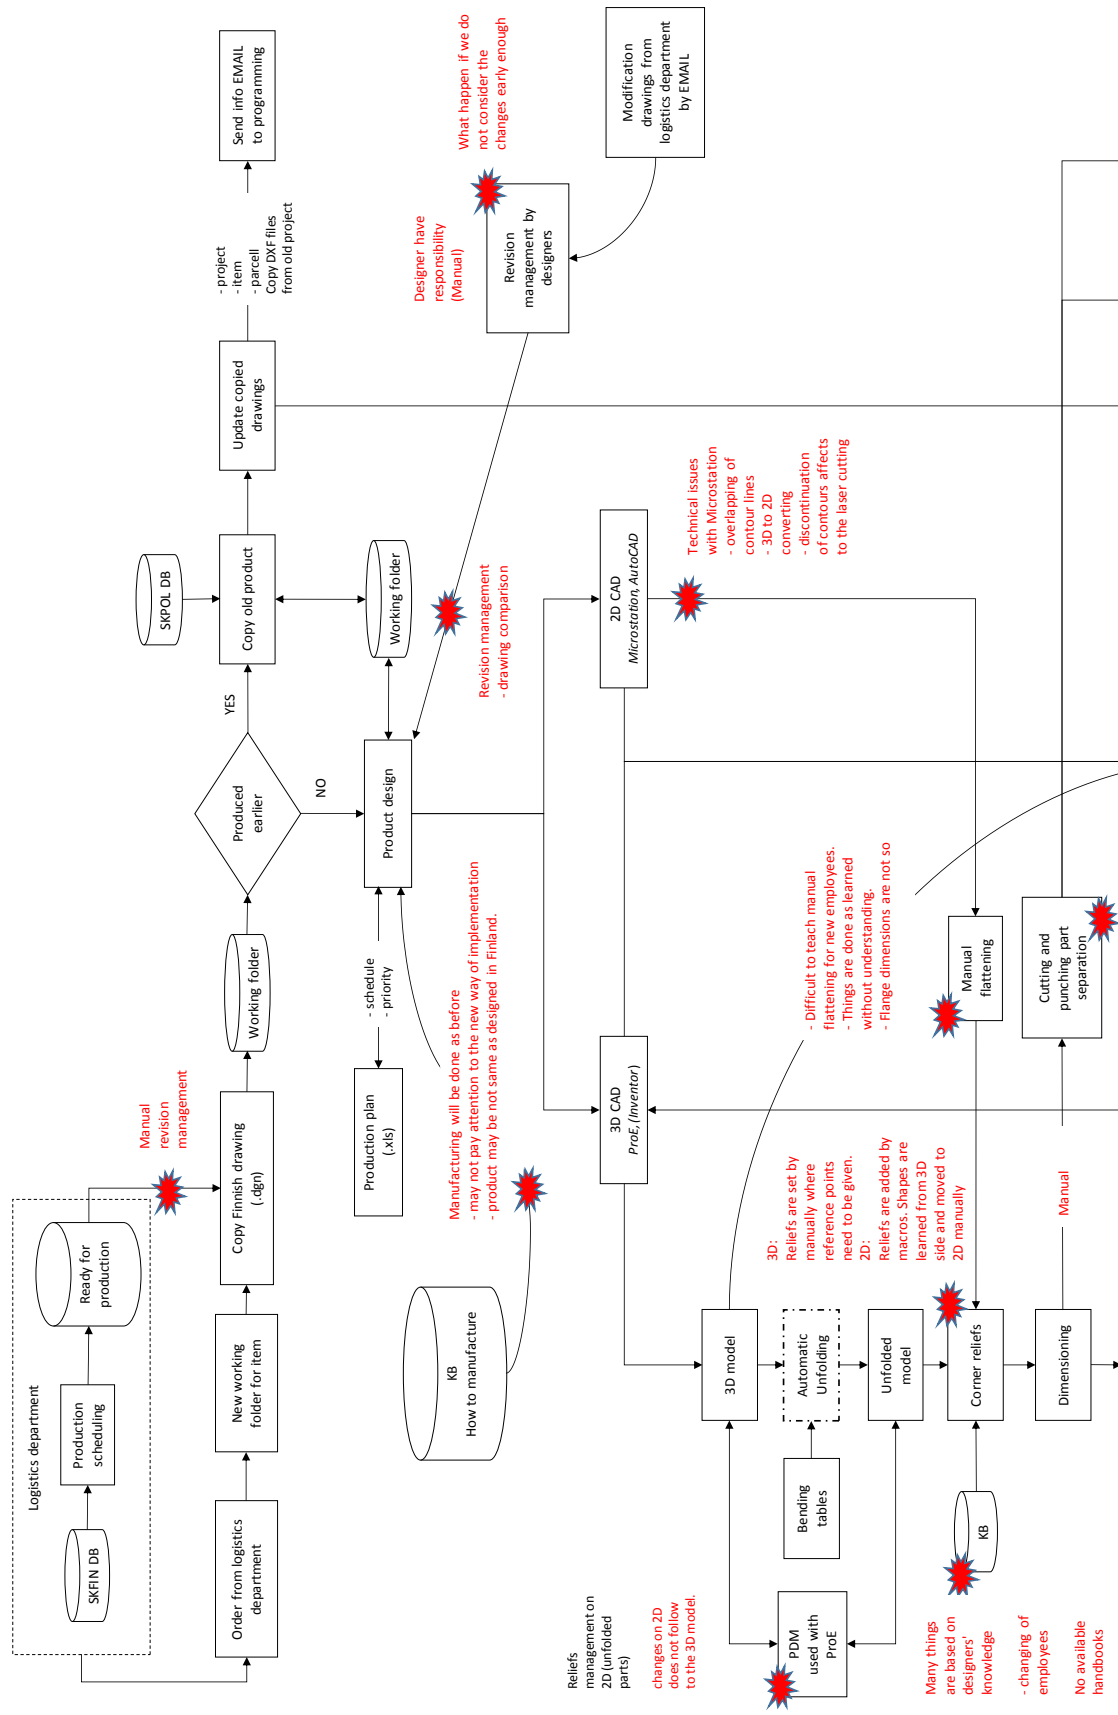 Logistics department
SKFIN DB
Production
scheduling
Ready for
production
Manual
revision
management
Order from logistics
department
New working
folder for item
Copy Finnish drawing
(.dgn)
Working folder
Produced
earlier
YES
NO
SKPOL DB
Copy old product
Update copied
drawings
- project
- item
- parcell
Copy DXF files
from old project
Send info EMAIL
to programming
Production plan
(.xls)
- schedule
- priority
Product design
Working folder
Designer have
responsibility
(Manual)
What happen if we do
not consider the
changes early enough
Revision
management by
designers
Modification
drawings from
logistics department
by EMAIL
Revision management
- drawing comparison
KB
How to manufacture
Manufacturing will be done as before
- may not pay attention to the new way of implementation
- product may be not same as designed in Finland.
3D CAD
ProE, (Inventor)
2D CAD
Microstation, AutoCAD
Technical issues
with Microstation
- overlapping of
contour lines
- 3D to 2D
converting
- discontinuation
of contours affects
to the laser cutting
Reliefs
management on
2D (unfolded
parts)
changes on 2D
does not follow
to the 3D model.
PDM
used with
ProE
Bending
tables
3D model
Automatic
Unfolding
Unfolded
model
3D:
Reliefs are set by
manually where
reference points
need to be given.
2D:
Reliefs are added by
macros. Shapes are
learned from 3D
side and moved to
2D manually
- Difficult to teach manual
flattening for new employees.
- Things are done as learned
without understanding.
- Flange dimensions are not so
Manual
flattening
Many things
are based on
designers'
knowledge
- changing of
employees
No available
handbooks
KB
Corner reliefs
Dimensioning
Manual
Cutting and
punching part
separation